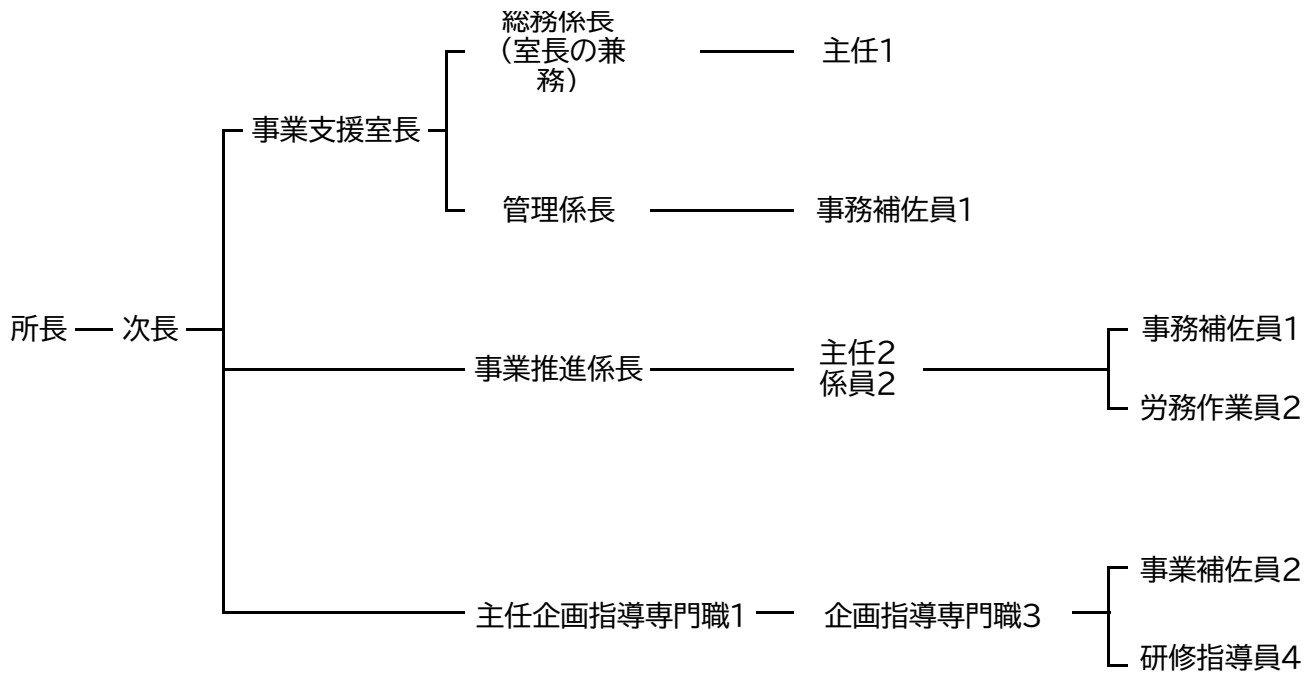 総務係長
(室長の兼
務)
主任1
事業支援室長
管理係長
事務補佐員1
所長
次長
事業推進係長
主任2
係員2
事務補佐員1
労務作業員2
主任企画指導専門職1
企画指導専門職3
事業補佐員2
研修指導員4